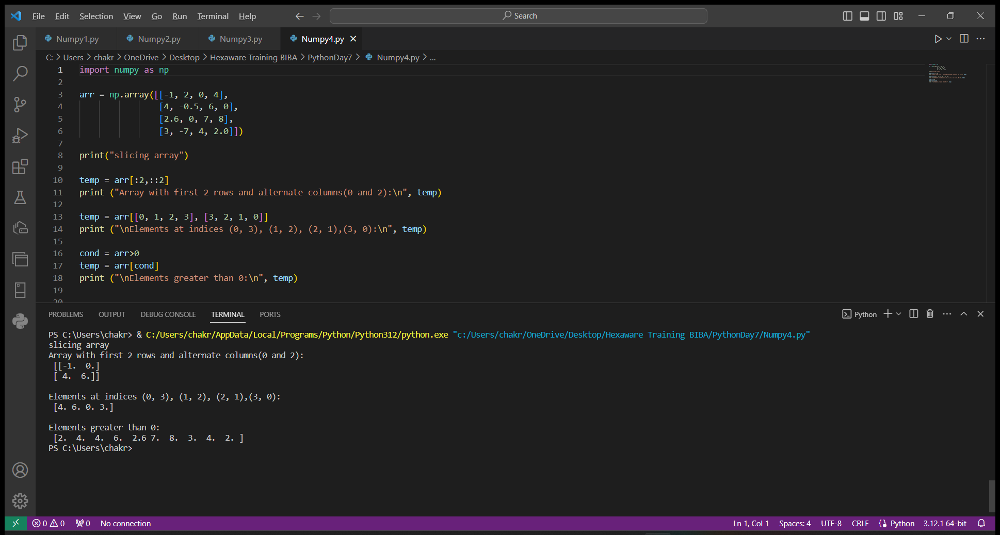 File Edit Selection View Go Run Terminal Help Search
Numpy1.py Numpy2.py Numpy3.py Numpy4.py
C: > Users > chakr > OneDrive > Desktop > Hexaware Training BIBA > PythonDay7 > Numpy4.py > ...
1 import numpy as np
2
3 arr = np.array([[-1, 2, 0, 4],
4 [4, -0.5, 6, 0],
5 [2.6, 0, 7, 8],
6 [3, -7, 4, 2.0]])
7
8 print("slicing array")
9
10 temp = arr[:2,::2]
11 print ("Array with first 2 rows and alternate columns(0 and 2):\n", temp)
12
13 temp = arr[[0, 1, 2, 3], [3, 2, 1, 0]]
14 print ("\nElements at indices (0, 3), (1, 2), (2, 1),(3, 0):\n", temp)
15
16 cond = arr>0
17 temp = arr[cond]
18 print ("\nElements greater than 0:\n", temp)
19
20
PROBLEMS OUTPUT DEBUG CONSOLE TERMINAL PORTS Python
PS C:\Users\chakr> & C:/Users/chakr/AppData/Local/Programs/Python/Python312/python.exe "c:/Users/chakr/OneDrive/Desktop/Hexaware Training BIBA/PythonDay7/Numpy4.py"
slicing array
Array with first 2 rows and alternate columns(0 and 2):
[[-1.  0.]
[ 4.  6.]]
Elements at indices (0, 3), (1, 2), (2, 1),(3, 0):
[4. 6. 0. 3.]
Elements greater than 0:
[2.  4.  4.  6.  2.6 7.  8.  3.  4.  2. ]
PS C:\Users\chakr>
0 0 0 No connection Ln 1, Col 1 Spaces: 4 UTF-8 CRLF Python 3.12.1 64-bit